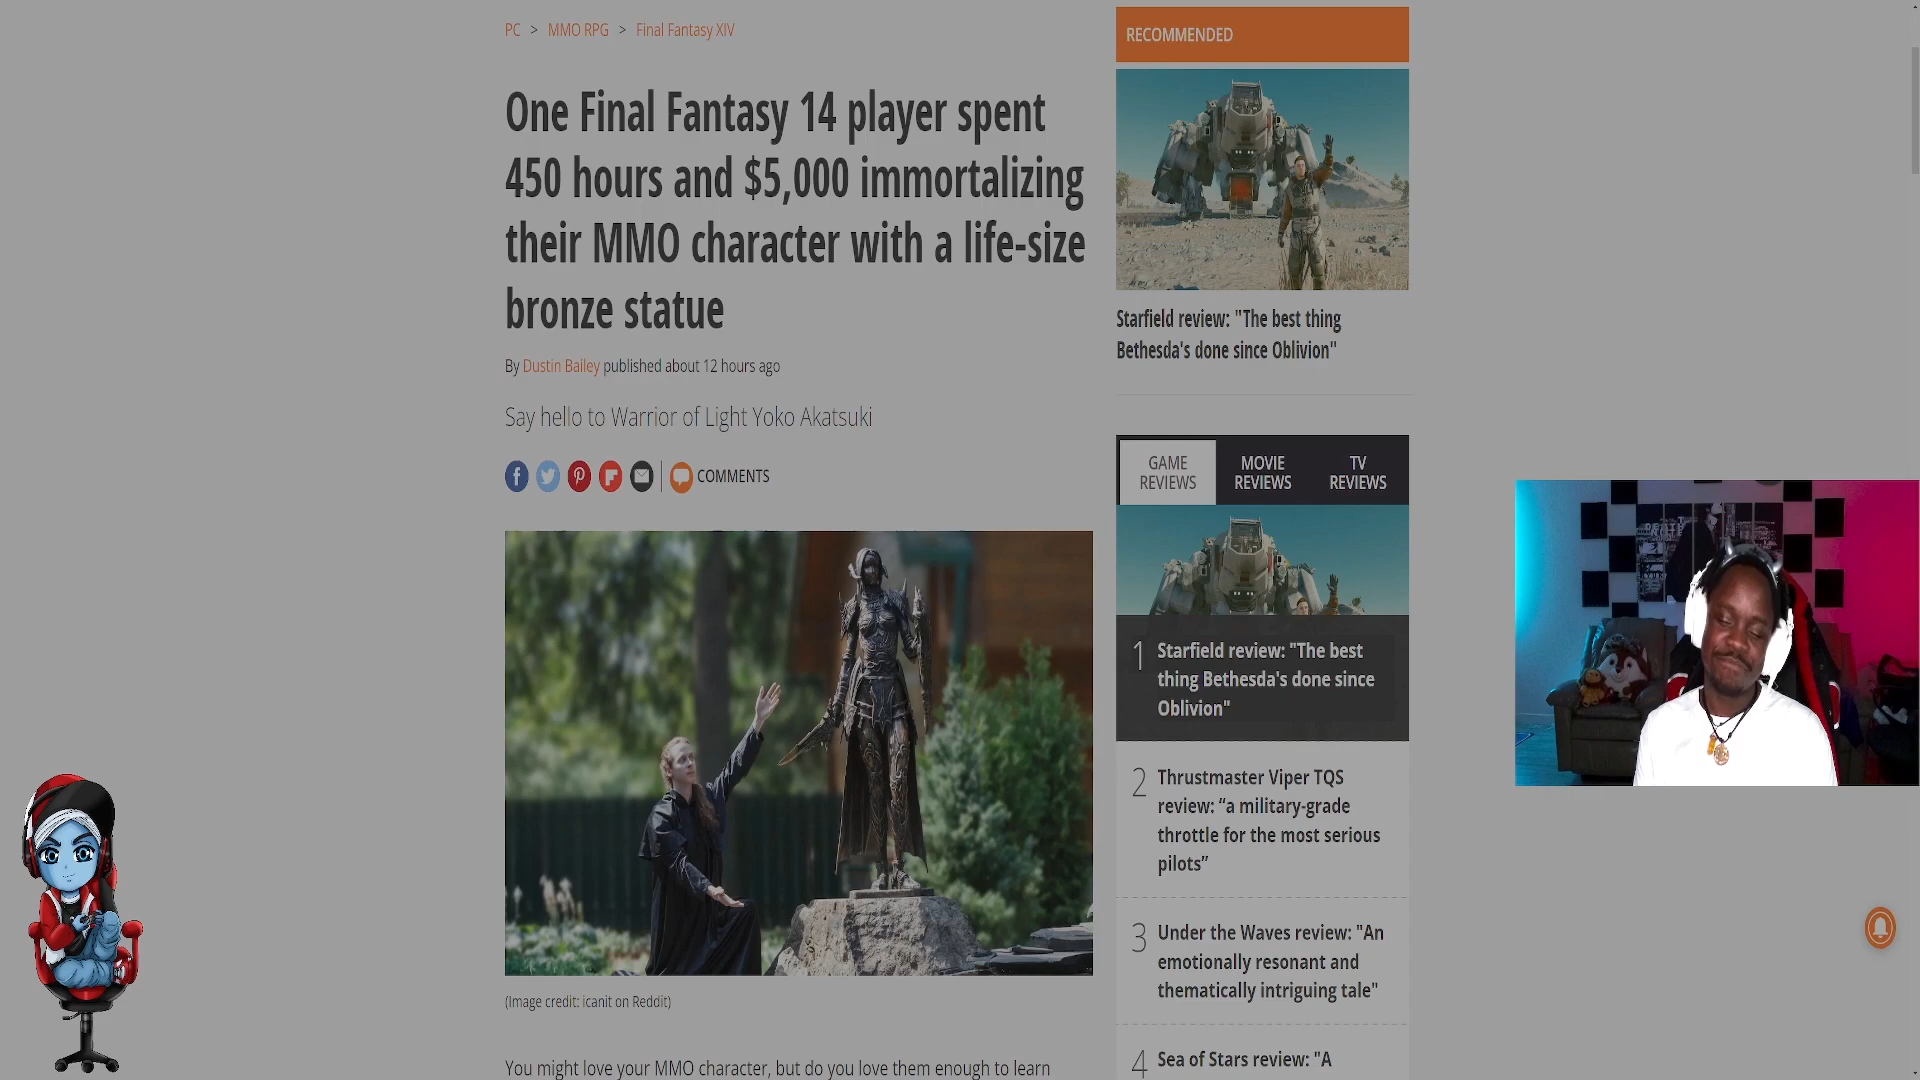 PC > MMO RPG > Final Fantasy XIV
One Final Fantasy 14 player spent
450 hours and $5,000 immortalizing
their MMO character with a life-size
bronze statue
By Dustin Bailey published about 12 hours ago
Say hello to Warrior of Light Yoko Akatsuki
COMMENTS
(Image credit: icanit on Reddit)
You might love your MMO character, but do you love them enough to learn
RECOMMENDED
Starfield review: "The best thing
Bethesda's done since Oblivion"
GAME
REVIEWS
MOVIE
REVIEWS
TV
REVIEWS
1 Starfield review: "The best
thing Bethesda's done since
Oblivion"
2 Thrustmaster Viper TQS
review: “a military-grade
throttle for the most serious
pilots”
3 Under the Waves review: "An
emotionally resonant and
thematically intriguing tale"
4 Sea of Stars review: "A